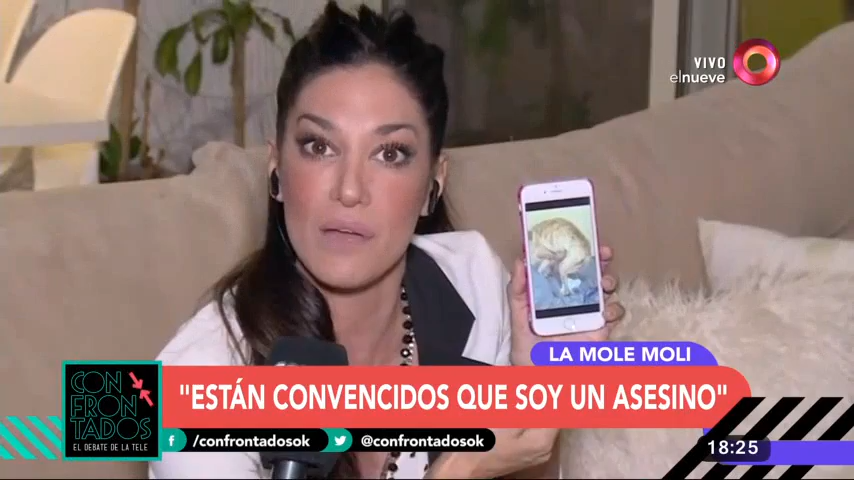 VIVO
elnueve
LA MOLE MOLI
"ESTÁN CONVENCIDOS QUE SOY UN ASESINO"
CON
FRON
TADOS
EL DEBATE DE LA TELE
/confrontadosok
@confrontadosok
18:25